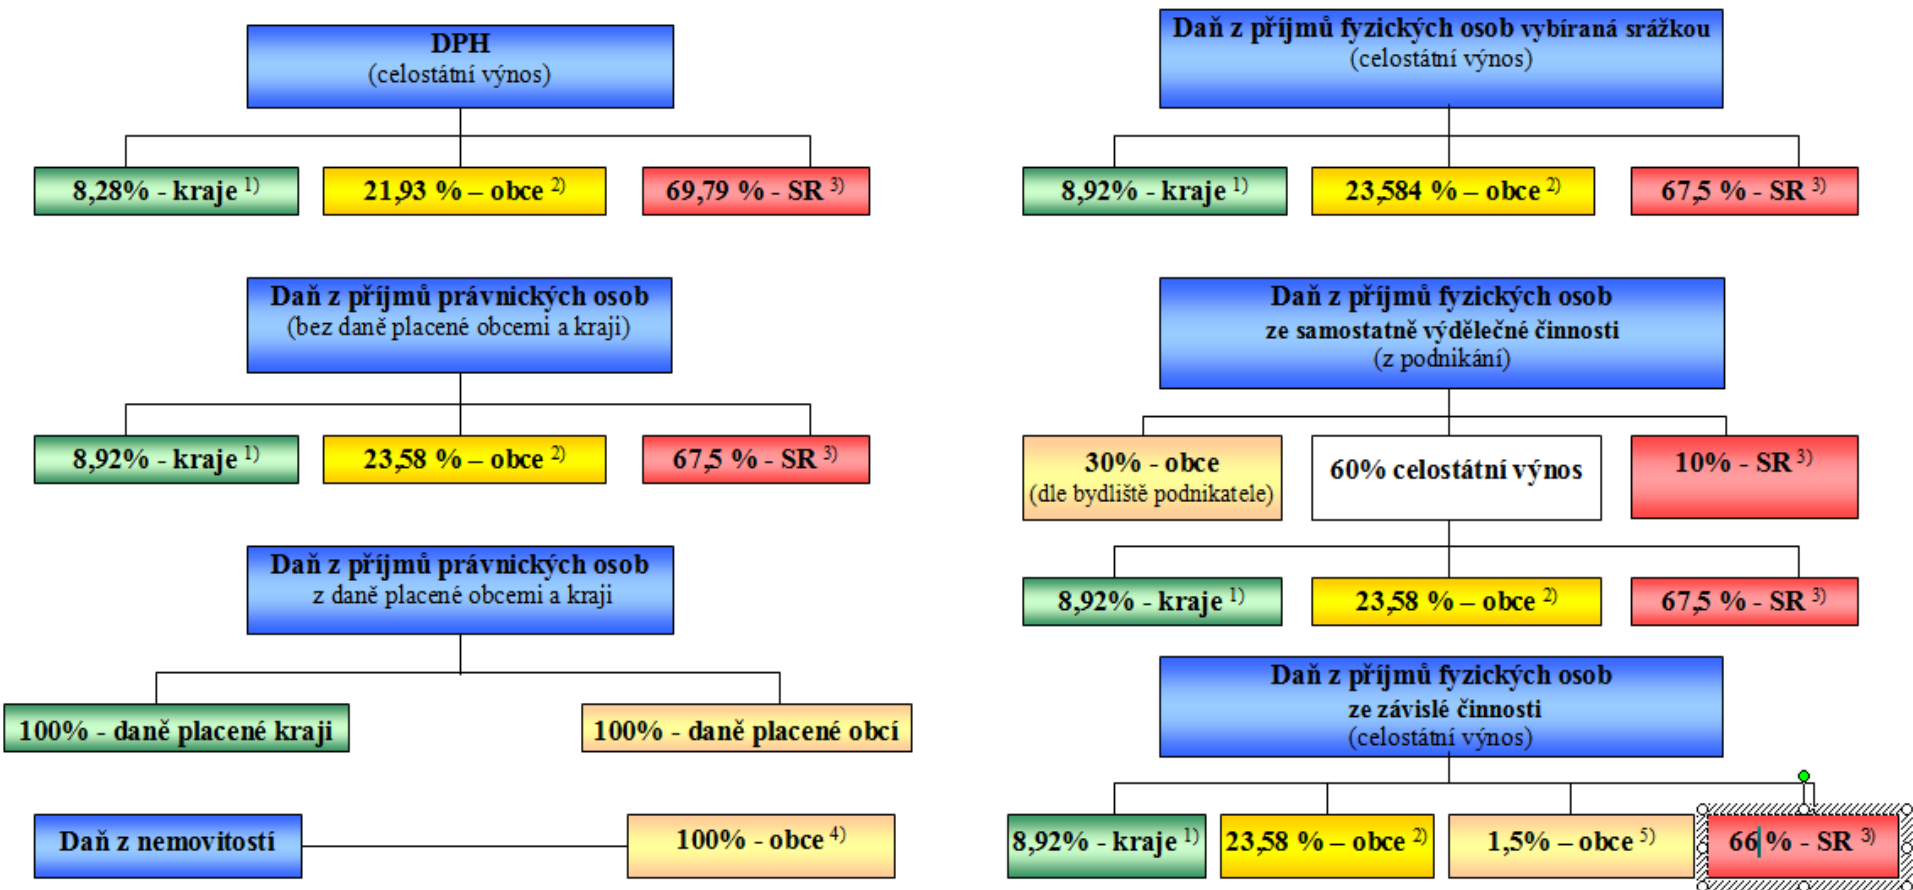 DPH
(celostátní výnos)
8,28% - kraje 1)
21,93 % – obce 2)
69,79 % - SR 3)
Daň z příjmů právnických osob
(bez daně placené obcemi a kraji)
8,92% - kraje 1)
23,58 % – obce 2)
67,5 % - SR 3)
Daň z příjmů právnických osob
z daně placené obcemi a kraji
100% - daně placené kraji
100% - daně placené obcí
Daň z nemovitostí
100% - obce 4)
Daň z příjmů fyzických osob vybíraná srážkou
(celostátní výnos)
8,92% - kraje 1)
23,584 % – obce 2)
67,5 % - SR 3)
Daň z příjmů fyzických osob
ze samostatně výdělečné činnosti
(z podnikání)
30% - obce
(dle bydliště podnikatele)
60% celostátní výnos
10% - SR 3)
8,92% - kraje 1)
23,58 % – obce 2)
67,5 % - SR 3)
Daň z příjmů fyzických osob
ze závislé činnosti
(celostátní výnos)
8,92% - kraje 1)
23,58 % – obce 2)
1,5% – obce 5)
66 % - SR 3)